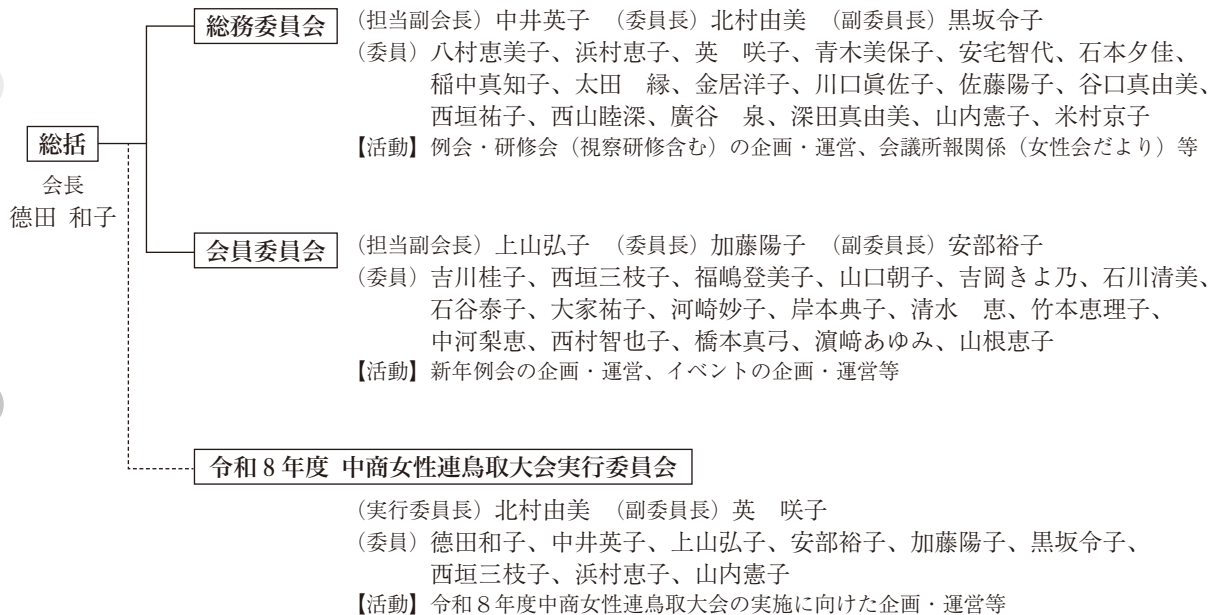 総括
会長
德田 和子
総務委員会
(担当副会長) 中井英子 (委員長) 北村由美 (副委員長) 黒坂令子
(委員) 八村恵美子、浜村恵子、英　咲子、青木美保子、安宅智代、石本夕佳、
稲中真知子、太田　縁、金居洋子、川口眞佐子、佐藤陽子、谷口真由美、
西垣祐子、西山睦深、廣谷　泉、深田真由美、山内憲子、米村京子
【活動】例会・研修会（視察研修含む）の企画・運営、会議所報関係（女性会だより）等
会員委員会
(担当副会長) 上山弘子 (委員長) 加藤陽子 (副委員長) 安部裕子
(委員) 吉川桂子、西垣三枝子、福嶋登美子、山口朝子、吉岡きよ乃、石川清美、
石谷泰子、大家祐子、河崎妙子、岸本典子、清水　恵、竹本恵理子、
中河梨恵、西村智也子、橋本真弓、濵﨑あゆみ、山根恵子
【活動】新年例会の企画・運営、イベントの企画・運営等
令和８年度 中商女性連鳥取大会実行委員会
(実行委員長) 北村由美 (副委員長) 英　咲子
(委員) 德田和子、中井英子、上山弘子、安部裕子、加藤陽子、黒坂令子、
西垣三枝子、浜村恵子、山内憲子
【活動】令和８年度中商女性連鳥取大会の実施に向けた企画・運営等